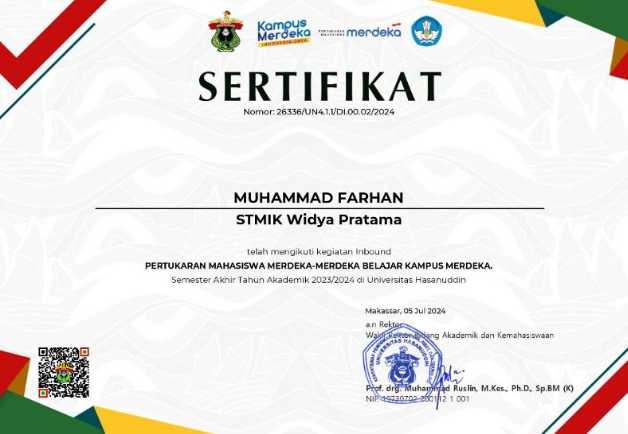 Kampus
Merdeka
INDONESIA JAYA
PERTUKARAN
MAHASISWA
merdeka
SERTIFIKAT
Nomor: 26336/UN4.1.1/DI.00.02/2024
MUHAMMAD FARHAN
STMIK Widya Pratama
telah mengikuti kegiatan Inbound
PERTUKARAN MAHASISWA MERDEKA-MERDEKA BELAJAR KAMPUS MERDEKA.
Semester Akhir Tahun Akademik 2023/2024 di Universitas Hasanuddin
Makassar, 05 Jul 2024
a.n Rektor
Wakil Rektor Bidang Akademik dan Kemahasiswaan
UNIVERSITAS HASANUDDIN
Prof. drg. Muhammad Ruslin, M.Kes., Ph.D., Sp.BM (K)
NIP 19730702 200112 1 001